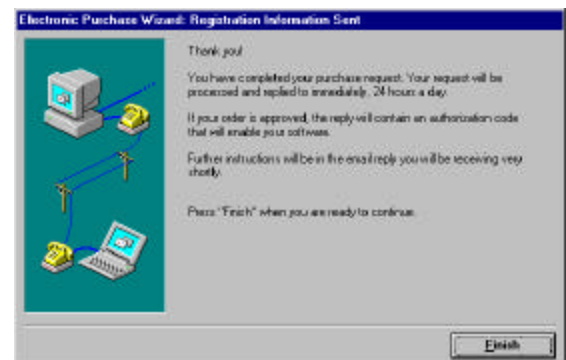 Electronic Purchase Wizard: Registration Information Sent
Thank you!
You have completed your purchase request. Your request will be
processed and replied to immediately, 24 hours a day.
If your order is approved, the reply will contain an authorization code
that will enable your software.
Further instructions will be in the email reply you will be receiving very
shortly.
Press "Finish" when you are ready to continue.
Finish